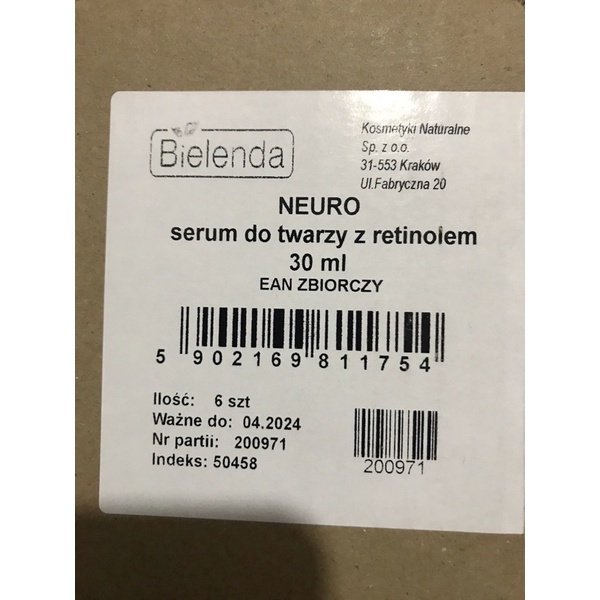 Bielenda
Kosmetyki Naturalne
Sp. z o.o.
31-553 Kraków
Ul.Fabryczna 20
NEURO
serum do twarzy z retinolem
30 ml
EAN ZBIORCZY
5 902169 811754
Ilość: 6 szt
Ważne do: 04.2024
Nr partii: 200971
Indeks: 50458
200971